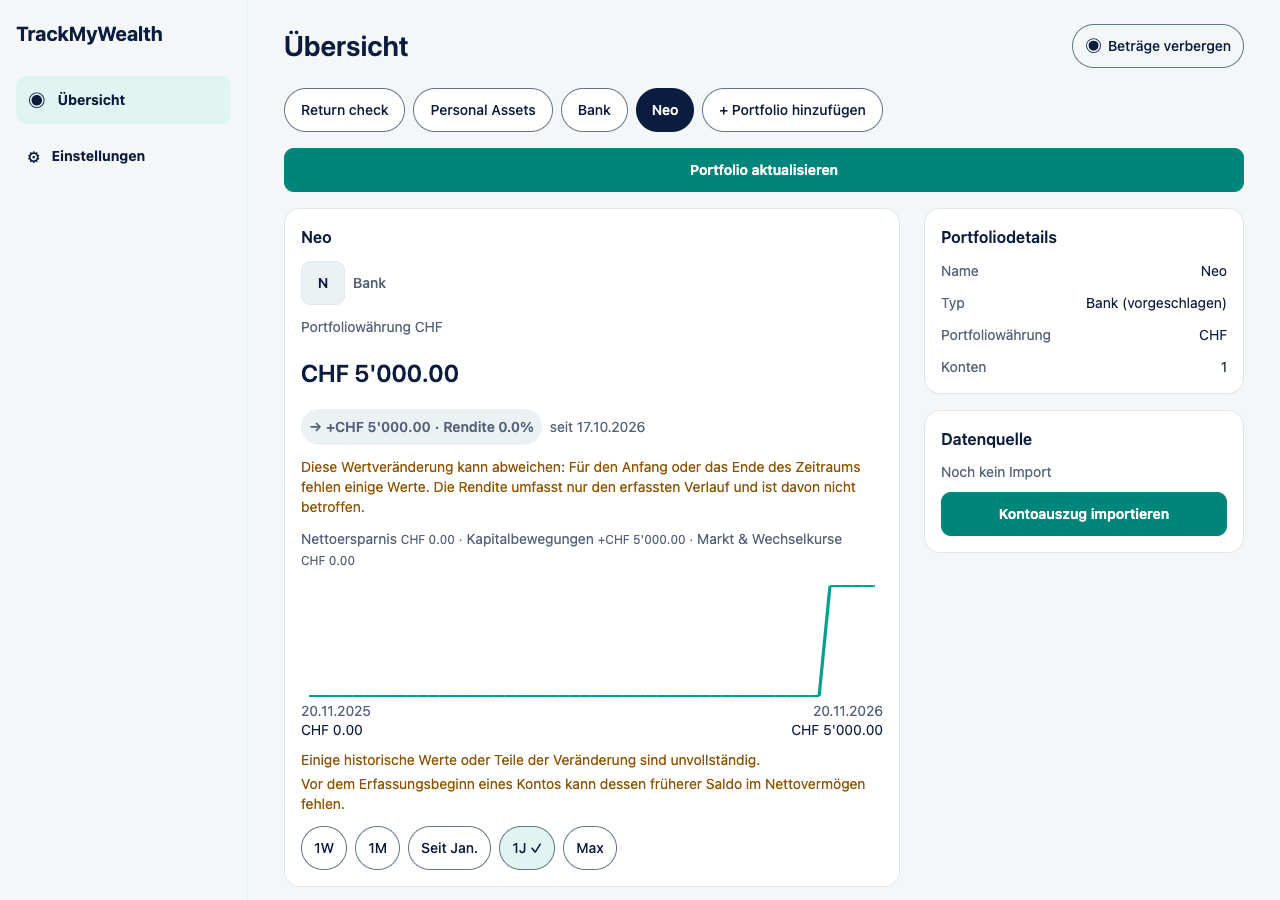 TrackMyWealth
Übersicht
Einstellungen
Übersicht
Beträge verbergen
Return check
Personal Assets
Bank
Neo
+ Portfolio hinzufügen
Portfolio aktualisieren
Neo
N
Bank
Portfoliowährung CHF
CHF 5'000.00
→ +CHF 5'000.00 · Rendite 0.0%
seit 17.10.2026
Diese Wertveränderung kann abweichen: Für den Anfang oder das Ende des Zeitraums
fehlen einige Werte. Die Rendite umfasst nur den erfassten Verlauf und ist davon nicht
betroffen.
Nettoersparnis CHF 0.00 · Kapitalbewegungen +CHF 5'000.00 · Markt & Wechselkurse
CHF 0.00
20.11.2025
20.11.2026
CHF 0.00
CHF 5'000.00
Einige historische Werte oder Teile der Veränderung sind unvollständig.
Vor dem Erfassungsbeginn eines Kontos kann dessen früherer Saldo im Nettovermögen
fehlen.
1W
1M
Seit Jan.
1J ✓
Max
Portfoliodetails
Name
Neo
Typ
Bank (vorgeschlagen)
Portfoliowährung
CHF
Konten
1
Datenquelle
Noch kein Import
Kontoauszug importieren